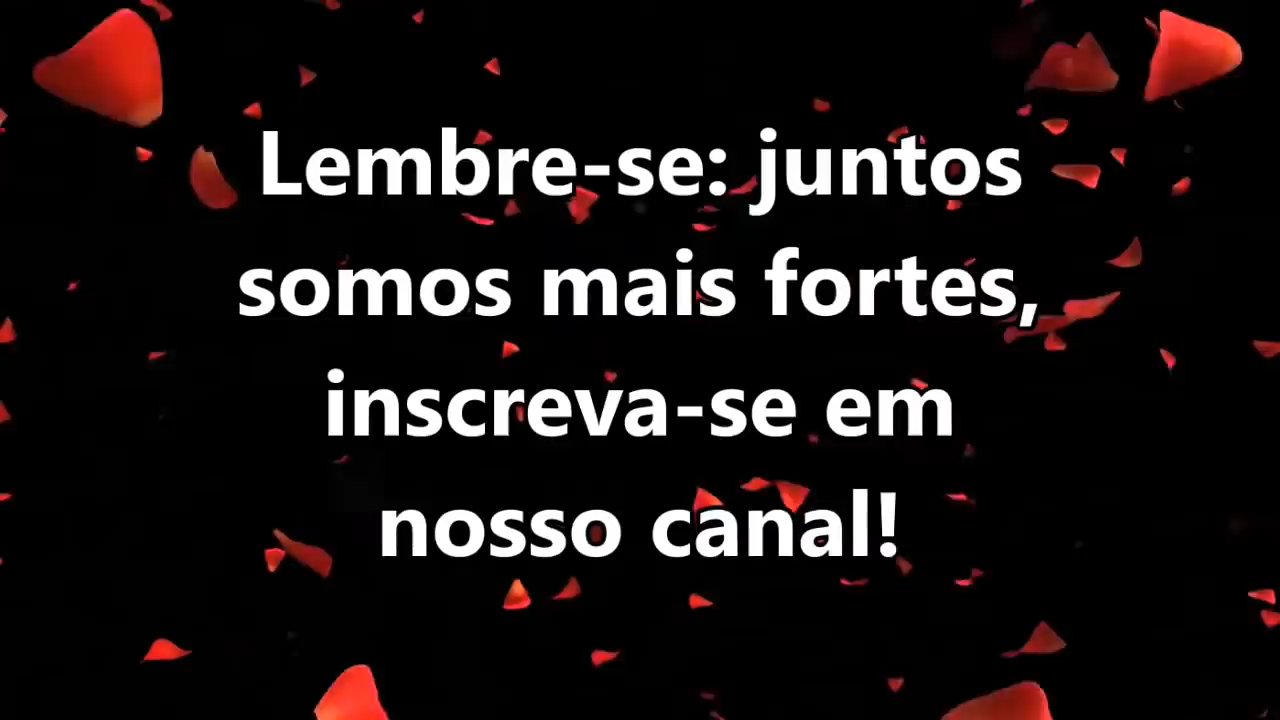 Lembre-se: juntos
somos mais fortes,
inscreva-se em
nosso canal!